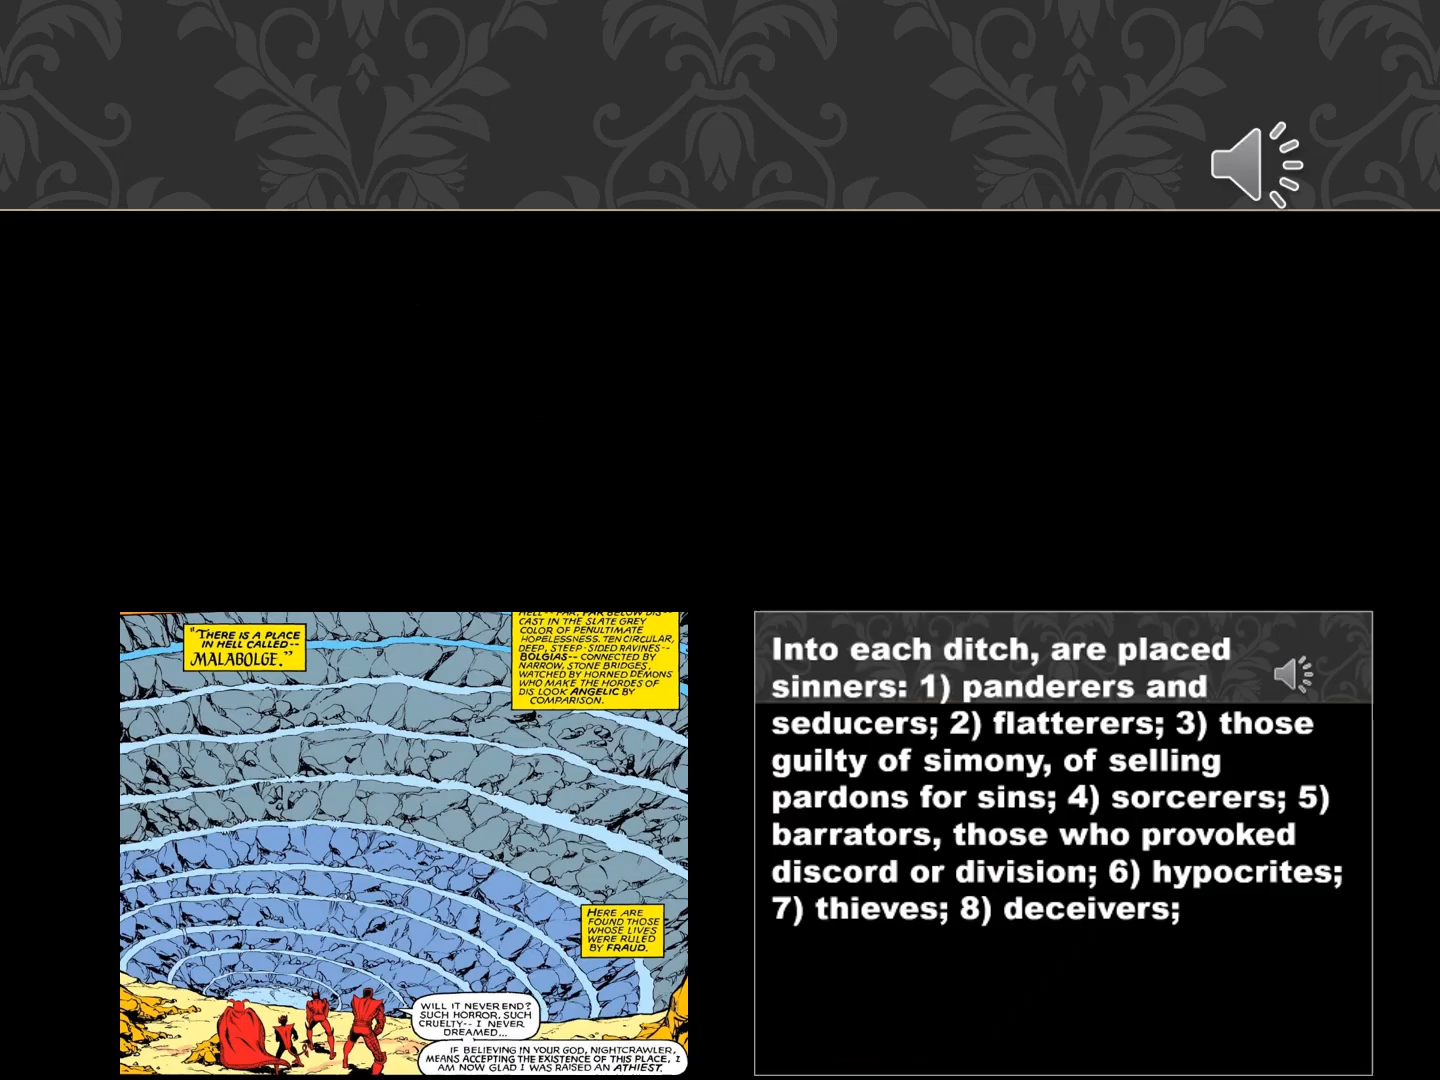 "THERE IS A PLACE
IN HELL CALLED--
MALABOLGE."
HELL--FAR, FAR BELOW DIS--
CAST IN THE SLATE GREY
COLOR OF PENULTIMATE
HOPELESSNESS. TEN CIRCULAR,
DEEP, STEEP-SIDED RAVINES--
BOLGIAS-- CONNECTED BY
NARROW, STONE BRIDGES,
WATCHED BY HORNED DEMONS
WHO MAKE THE HORDES OF
DIS LOOK ANGELIC BY
COMPARISON.
HERE ARE
FOUND THOSE
WHOSE LIVES
WERE RULED
BY FRAUD.
WILL IT NEVER END?
SUCH HORROR, SUCH
CRUELTY-- I NEVER
DREAMED...
IF BELIEVING IN YOUR GOD, NIGHTCRAWLER,
MEANS ACCEPTING THE EXISTENCE OF THIS PLACE, I
AM NOW GLAD I WAS RAISED AN ATHIEST.
Into each ditch, are placed
sinners: 1) panderers and
seducers; 2) flatterers; 3) those
guilty of simony, of selling
pardons for sins; 4) sorcerers; 5)
barrators, those who provoked
discord or division; 6) hypocrites;
7) thieves; 8) deceivers;